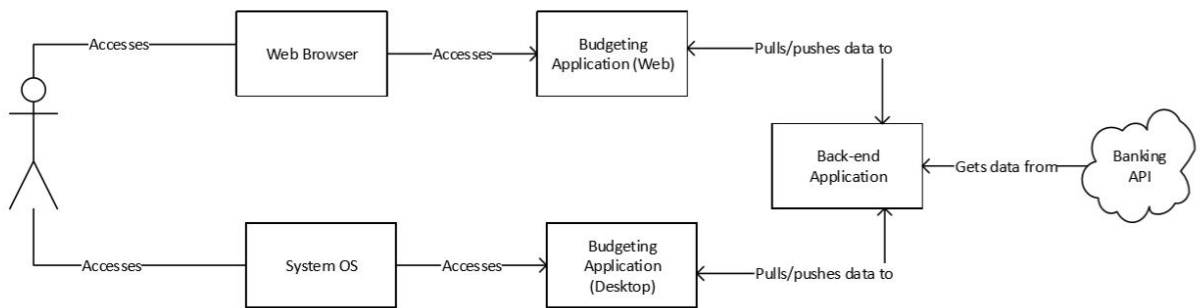 Accesses
Web Browser
Accesses
Budgeting
Application (Web)
Pulls/pushes data to
Back-end
Application
Gets data from
Banking
API
Accesses
System OS
Accesses
Budgeting
Application
(Desktop)
Pulls/pushes data to